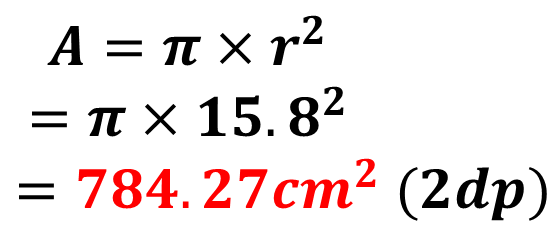 A = π × r²
= π × 15.8²
= 784.27cm² (2dp)